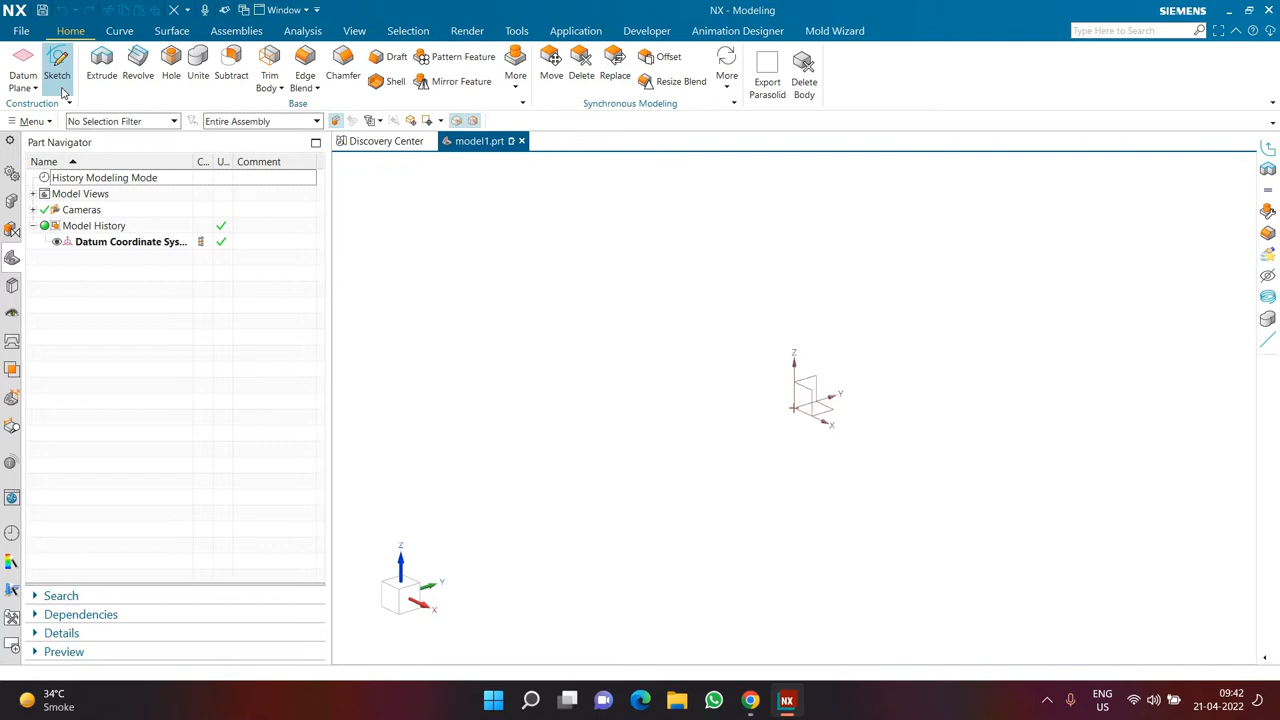 NX Window NX - Modeling SIEMENS
File Home Curve Surface Assemblies Analysis View Selection Render Tools Application Developer Animation Designer Mold Wizard Type Here to Search
Datum Plane Sketch Extrude Revolve Hole Unite Subtract Trim Body Edge Blend Chamfer Draft Shell Pattern Feature Mirror Feature More Move Delete Replace Offset Resize Blend More Export Parasolid Delete Body
Construction Base Synchronous Modeling
Menu No Selection Filter Entire Assembly
Part Navigator Discovery Center model1.prt
Name C... U... Comment
History Modeling Mode
Model Views
Cameras
Model History
Datum Coordinate Sys...
Z
Y
X
Z
Y
X
Search
Dependencies
Details
Preview
34°C
Smoke
ENG
US
09:42
21-04-2022